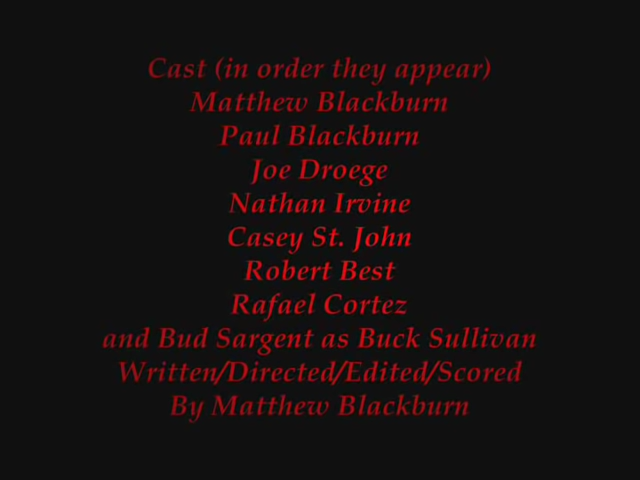 Cast (in order they appear)
Matthew Blackburn
Paul Blackburn
Joe Droege
Nathan Irvine
Casey St. John
Robert Best
Rafael Cortez
and Bud Sargent as Buck Sullivan
Written/Directed/Edited/Scored
By Matthew Blackburn